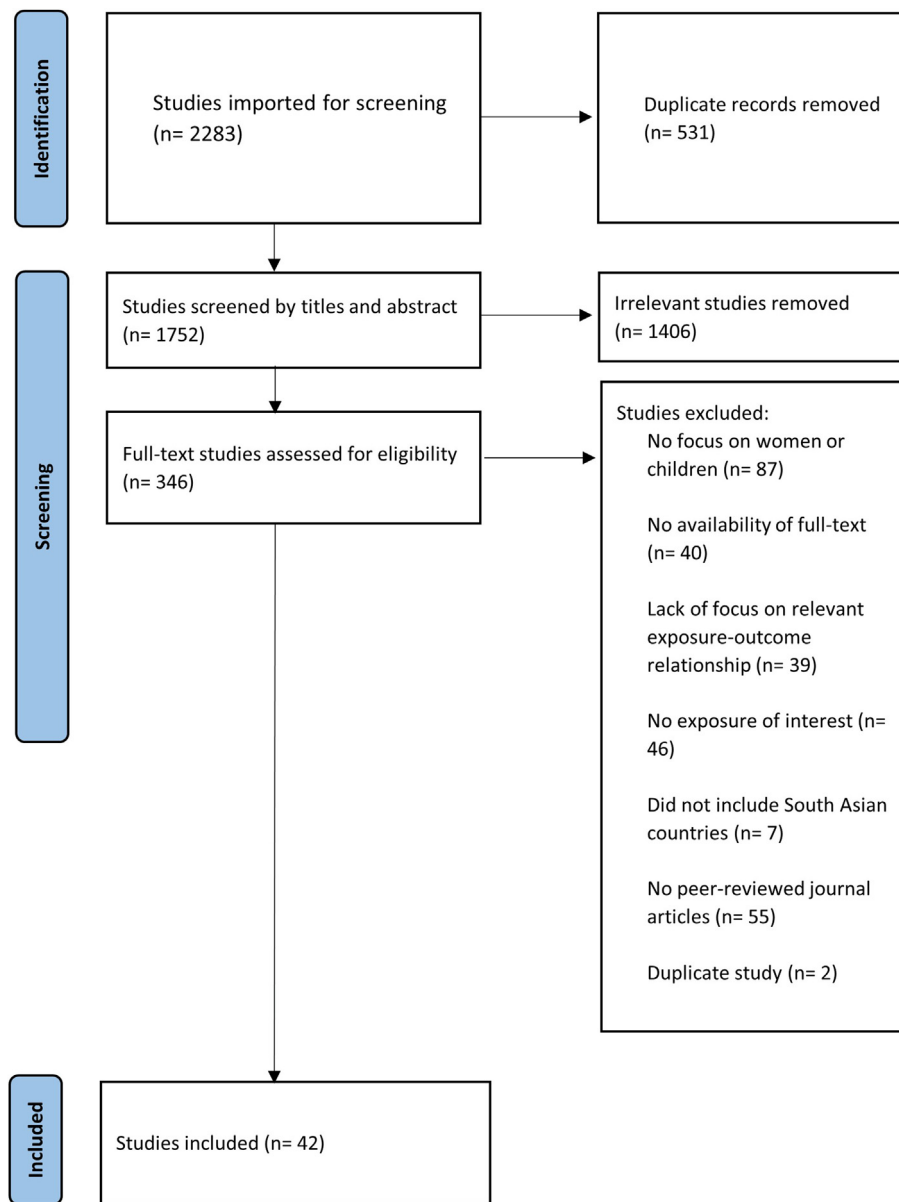 Identification
Studies imported for screening
(n= 2283)
Duplicate records removed
(n= 531)
Screening
Studies screened by titles and abstract
(n= 1752)
Irrelevant studies removed
(n= 1406)
Full-text studies assessed for eligibility
(n= 346)
Studies excluded:
No focus on women or
children (n= 87)
No availability of full-text
(n= 40)
Lack of focus on relevant
exposure-outcome
relationship (n= 39)
No exposure of interest (n=
46)
Did not include South Asian
countries (n= 7)
No peer-reviewed journal
articles (n= 55)
Duplicate study (n= 2)
Included
Studies included (n= 42)